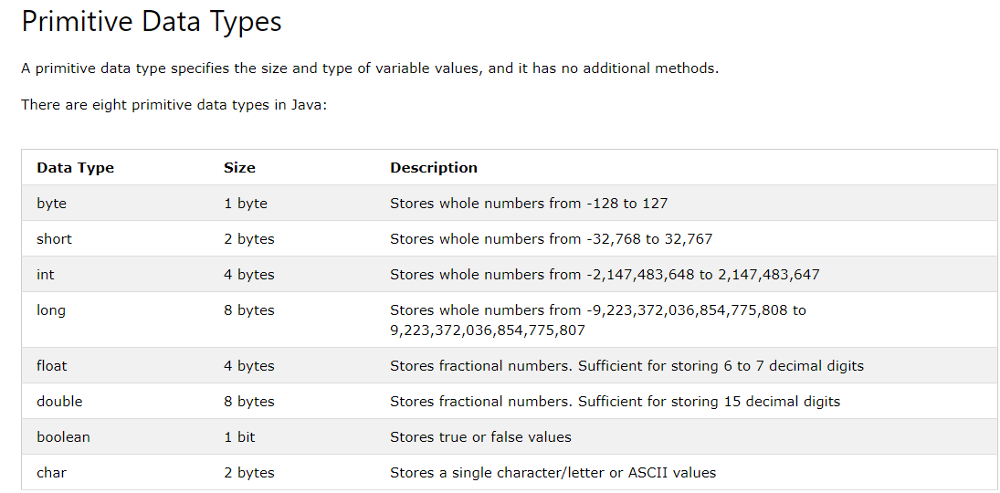 Primitive Data Types
A primitive data type specifies the size and type of variable values, and it has no additional methods.
There are eight primitive data types in Java:
Data Type Size Description
byte 1 byte Stores whole numbers from -128 to 127
short 2 bytes Stores whole numbers from -32,768 to 32,767
int 4 bytes Stores whole numbers from -2,147,483,648 to 2,147,483,647
long 8 bytes Stores whole numbers from -9,223,372,036,854,775,808 to
9,223,372,036,854,775,807
float 4 bytes Stores fractional numbers. Sufficient for storing 6 to 7 decimal digits
double 8 bytes Stores fractional numbers. Sufficient for storing 15 decimal digits
boolean 1 bit Stores true or false values
char 2 bytes Stores a single character/letter or ASCII values